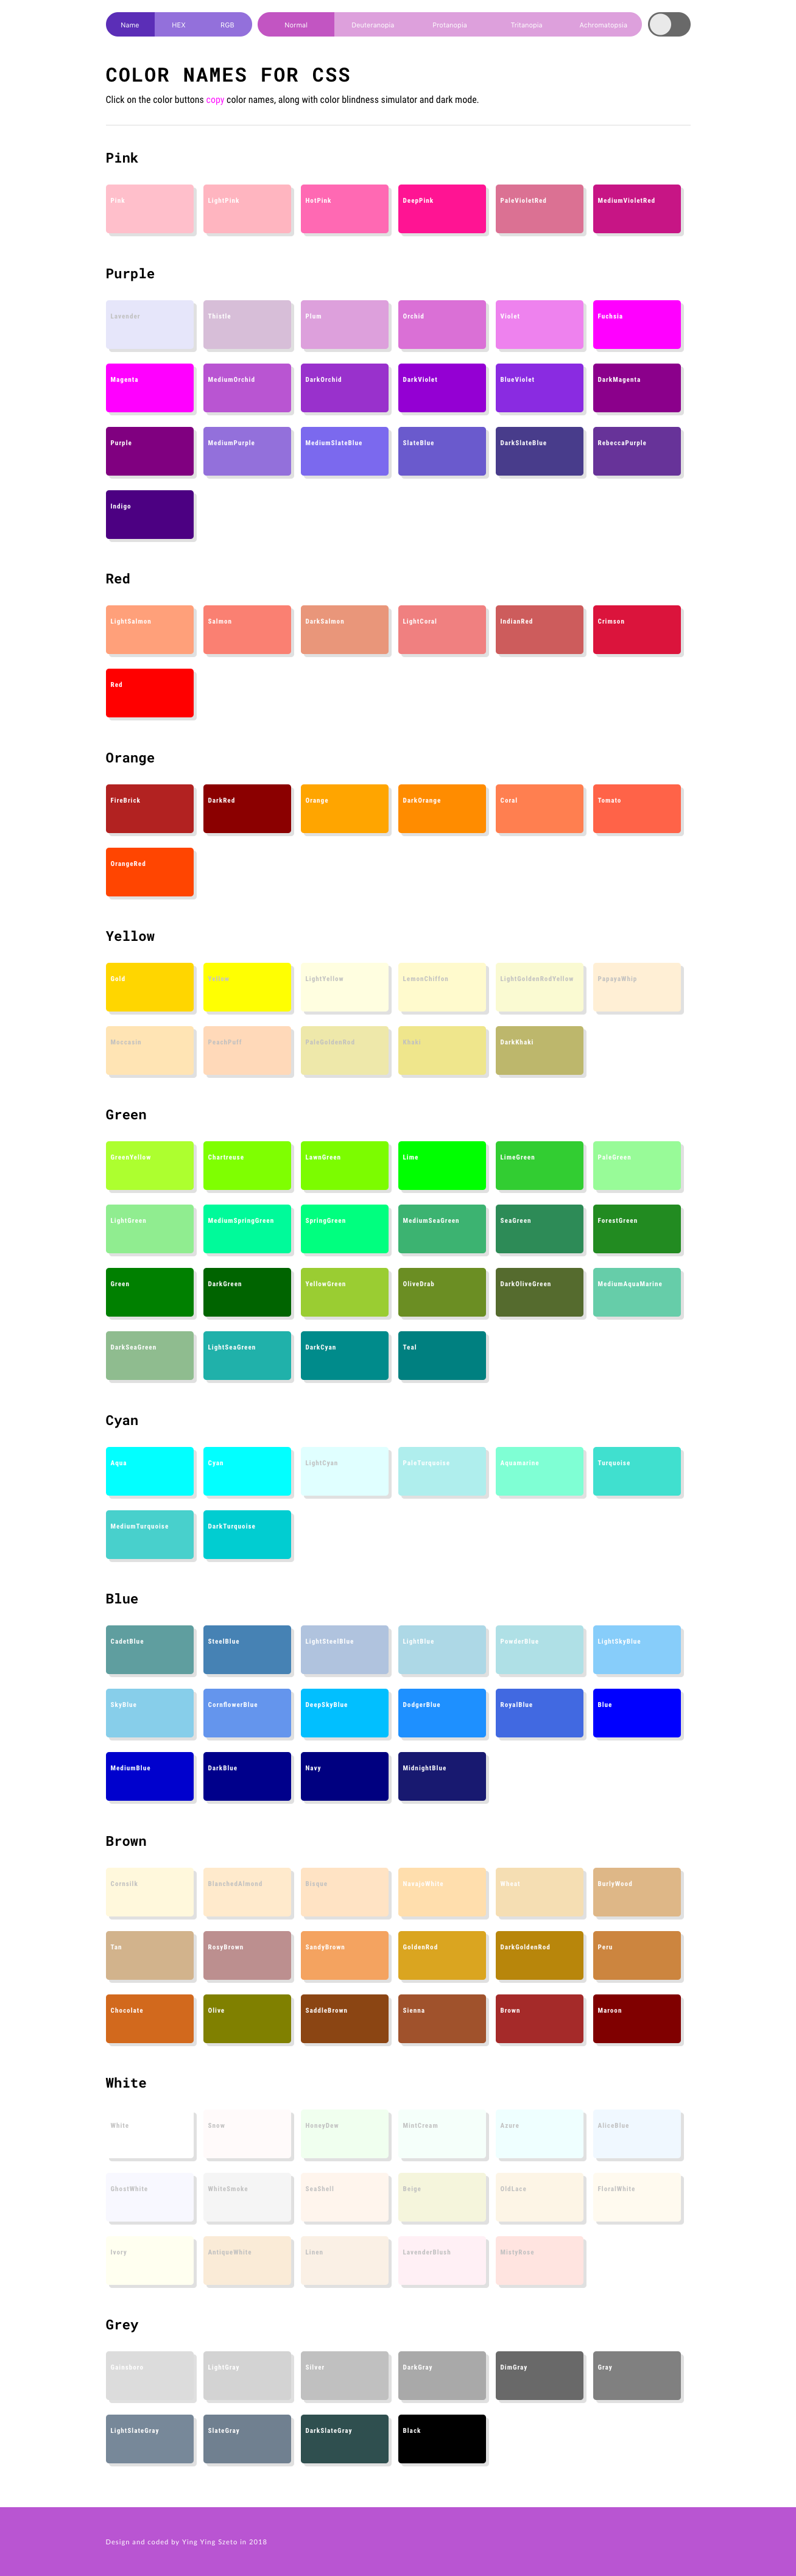 Name HEX RGB Normal Deuteranopia Protanopia Tritanopia Achromatopsia
COLOR NAMES FOR CSS
Click on the color buttons copy color names, along with color blindness simulator and dark mode.
Pink
Pink LightPink HotPink DeepPink PaleVioletRed MediumVioletRed
Purple
Lavender Thistle Plum Orchid Violet Fuchsia
Magenta MediumOrchid DarkOrchid DarkViolet BlueViolet DarkMagenta
Purple MediumPurple MediumSlateBlue SlateBlue DarkSlateBlue RebeccaPurple
Indigo
Red
LightSalmon Salmon DarkSalmon LightCoral IndianRed Crimson
Red
Orange
FireBrick DarkRed Orange DarkOrange Coral Tomato
OrangeRed
Yellow
Gold Yellow LightYellow LemonChiffon LightGoldenRodYellow PapayaWhip
Moccasin PeachPuff PaleGoldenRod Khaki DarkKhaki
Green
GreenYellow Chartreuse LawnGreen Lime LimeGreen PaleGreen
LightGreen MediumSpringGreen SpringGreen MediumSeaGreen SeaGreen ForestGreen
Green DarkGreen YellowGreen OliveDrab DarkOliveGreen MediumAquaMarine
DarkSeaGreen LightSeaGreen DarkCyan Teal
Cyan
Aqua Cyan LightCyan PaleTurquoise Aquamarine Turquoise
MediumTurquoise DarkTurquoise
Blue
CadetBlue SteelBlue LightSteelBlue LightBlue PowderBlue LightSkyBlue
SkyBlue CornflowerBlue DeepSkyBlue DodgerBlue RoyalBlue Blue
MediumBlue DarkBlue Navy MidnightBlue
Brown
Cornsilk BlanchedAlmond Bisque NavajoWhite Wheat BurlyWood
Tan RosyBrown SandyBrown GoldenRod DarkGoldenRod Peru
Chocolate Olive SaddleBrown Sienna Brown Maroon
White
White Snow HoneyDew MintCream Azure AliceBlue
GhostWhite WhiteSmoke SeaShell Beige OldLace FloralWhite
Ivory AntiqueWhite Linen LavenderBlush MistyRose
Grey
Gainsboro LightGray Silver DarkGray DimGray Gray
LightSlateGray SlateGray DarkSlateGray Black
Design and coded by Ying Ying Szeto in 2018